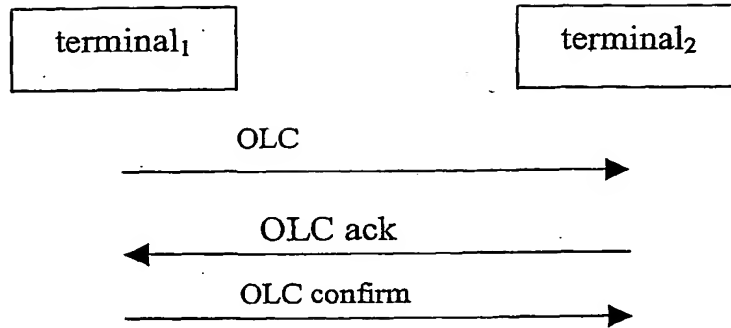 terminal₁
terminal₂
OLC
OLC ack
OLC confirm